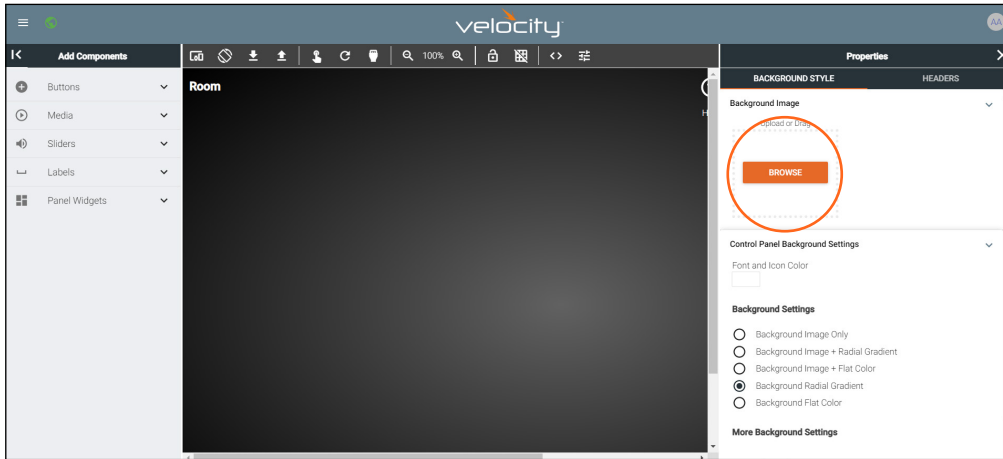 velocity
AA
Add Components
100%
Properties
Buttons
Media
Sliders
Labels
Panel Widgets
Room
H
BACKGROUND STYLE
HEADERS
Background Image
Upload or Drag
BROWSE
Control Panel Background Settings
Font and Icon Color
Background Settings
Background Image Only
Background Image + Radial Gradient
Background Image + Flat Color
Background Radial Gradient
Background Flat Color
More Background Settings